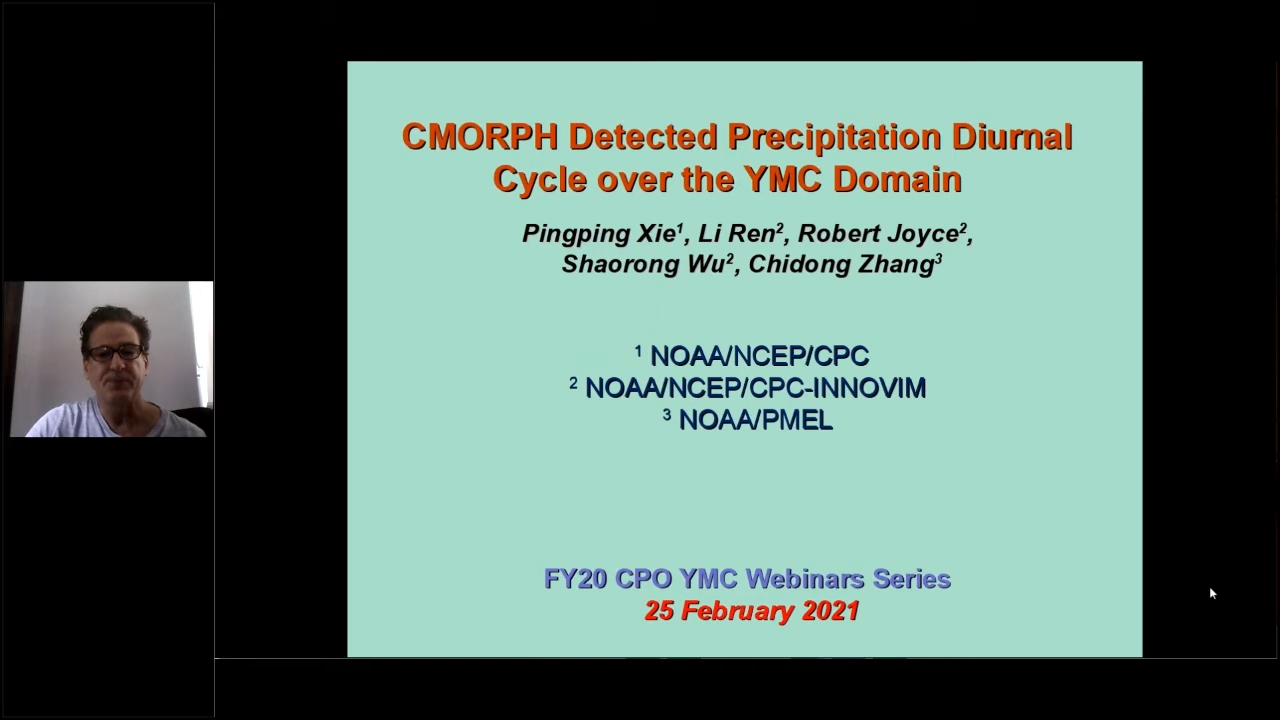 CMORPH Detected Precipitation Diurnal
Cycle over the YMC Domain
Pingping Xie¹, Li Ren², Robert Joyce²,
Shaorong Wu², Chidong Zhang³
¹ NOAA/NCEP/CPC
² NOAA/NCEP/CPC-INNOVIM
³ NOAA/PMEL
FY20 CPO YMC Webinars Series
25 February 2021